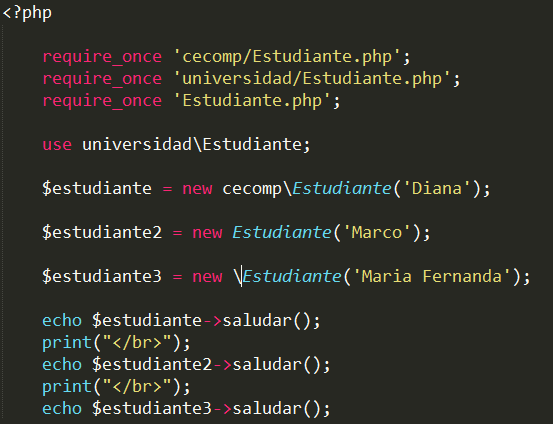 <?php
require_once 'cecomp/Estudiante.php';
require_once 'universidad/Estudiante.php';
require_once 'Estudiante.php';
use universidad\Estudiante;
$estudiante = new cecomp\Estudiante('Diana');
$estudiante2 = new Estudiante('Marco');
$estudiante3 = new \Estudiante('Maria Fernanda');
echo $estudiante->saludar();
print("</br>");
echo $estudiante2->saludar();
print("</br>");
echo $estudiante3->saludar();